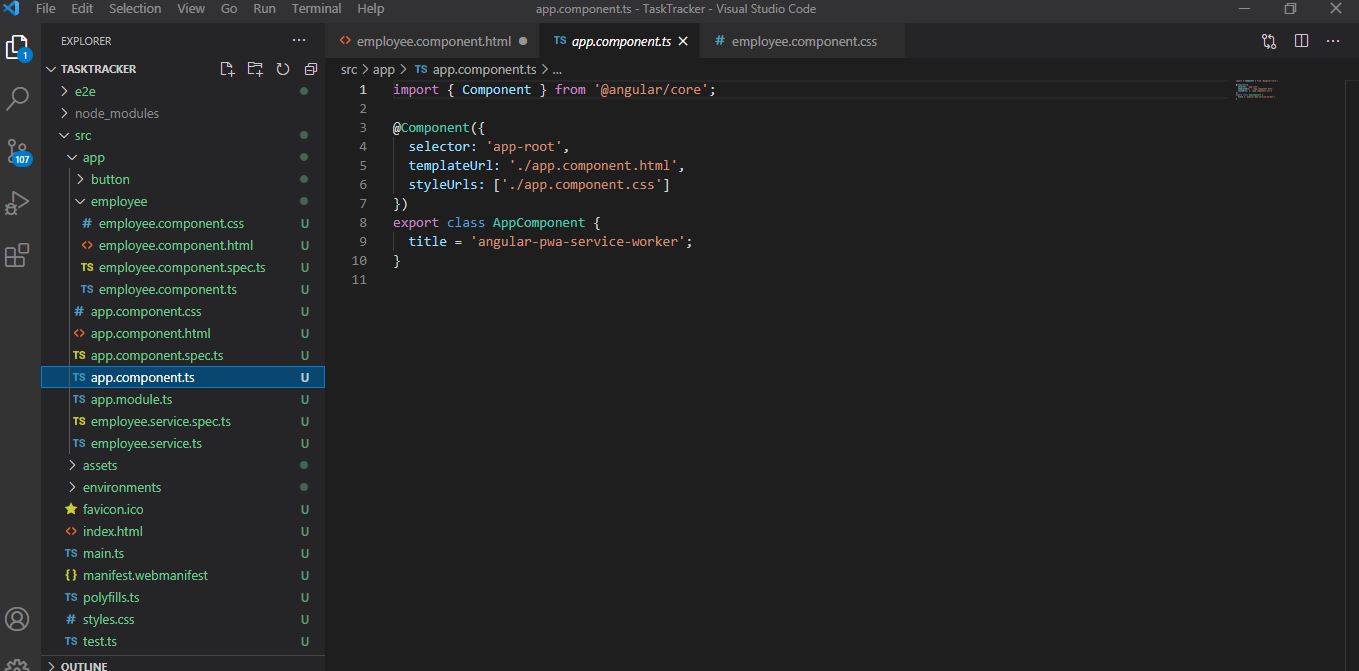 File Edit Selection View Go Run Terminal Help
app.component.ts - TaskTracker - Visual Studio Code
EXPLORER
employee.component.html
TS app.component.ts
# employee.component.css
1
107
TASKTRACKER
e2e
node_modules
src
app
button
employee
# employee.component.css U
<> employee.component.html U
TS employee.component.spec.ts U
TS employee.component.ts U
# app.component.css U
<> app.component.html U
TS app.component.spec.ts U
TS app.component.ts U
TS app.module.ts U
TS employee.service.spec.ts U
TS employee.service.ts U
assets
environments
favicon.ico U
<> index.html U
TS main.ts U
{} manifest.webmanifest U
TS polyfills.ts U
# styles.css U
TS test.ts U
OUTLINE
src > app > TS app.component.ts > ...
1 import { Component } from '@angular/core';
2
3 @Component({
4 selector: 'app-root',
5 templateUrl: './app.component.html',
6 styleUrls: ['./app.component.css']
7 })
8 export class AppComponent {
9 title = 'angular-pwa-service-worker';
10 }
11